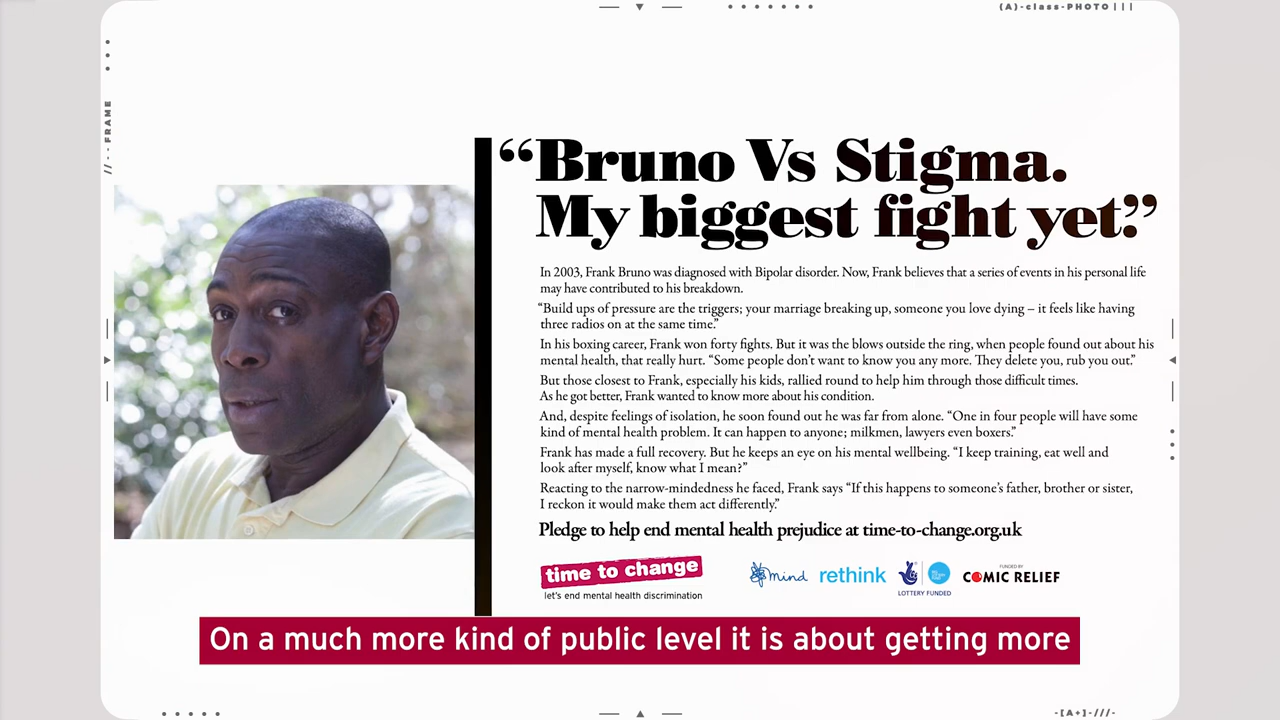 (A)-class-PHOTO |||
//-- FRAME
“Bruno Vs Stigma.
My biggest fight yet.”
In 2003, Frank Bruno was diagnosed with Bipolar disorder. Now, Frank believes that a series of events in his personal life
may have contributed to his breakdown.
“Build ups of pressure are the triggers; your marriage breaking up, someone you love dying – it feels like having
three radios on at the same time.”
In his boxing career, Frank won forty fights. But it was the blows outside the ring, when people found out about his
mental health, that really hurt. “Some people don’t want to know you any more. They delete you, rub you out.”
But those closest to Frank, especially his kids, rallied round to help him through those difficult times.
As he got better, Frank wanted to know more about his condition.
And, despite feelings of isolation, he soon found out he was far from alone. “One in four people will have some
kind of mental health problem. It can happen to anyone; milkmen, lawyers even boxers.”
Frank has made a full recovery. But he keeps an eye on his mental wellbeing. “I keep training, eat well and
look after myself, know what I mean?”
Reacting to the narrow-mindedness he faced, Frank says “If this happens to someone’s father, brother or sister,
I reckon it would make them act differently.”
Pledge to help end mental health prejudice at time-to-change.org.uk
time to change
let’s end mental health discrimination
mind
rethink
LOTTERY FUNDED
FUNDED BY
COMIC RELIEF
On a much more kind of public level it is about getting more
-[A+]-///-